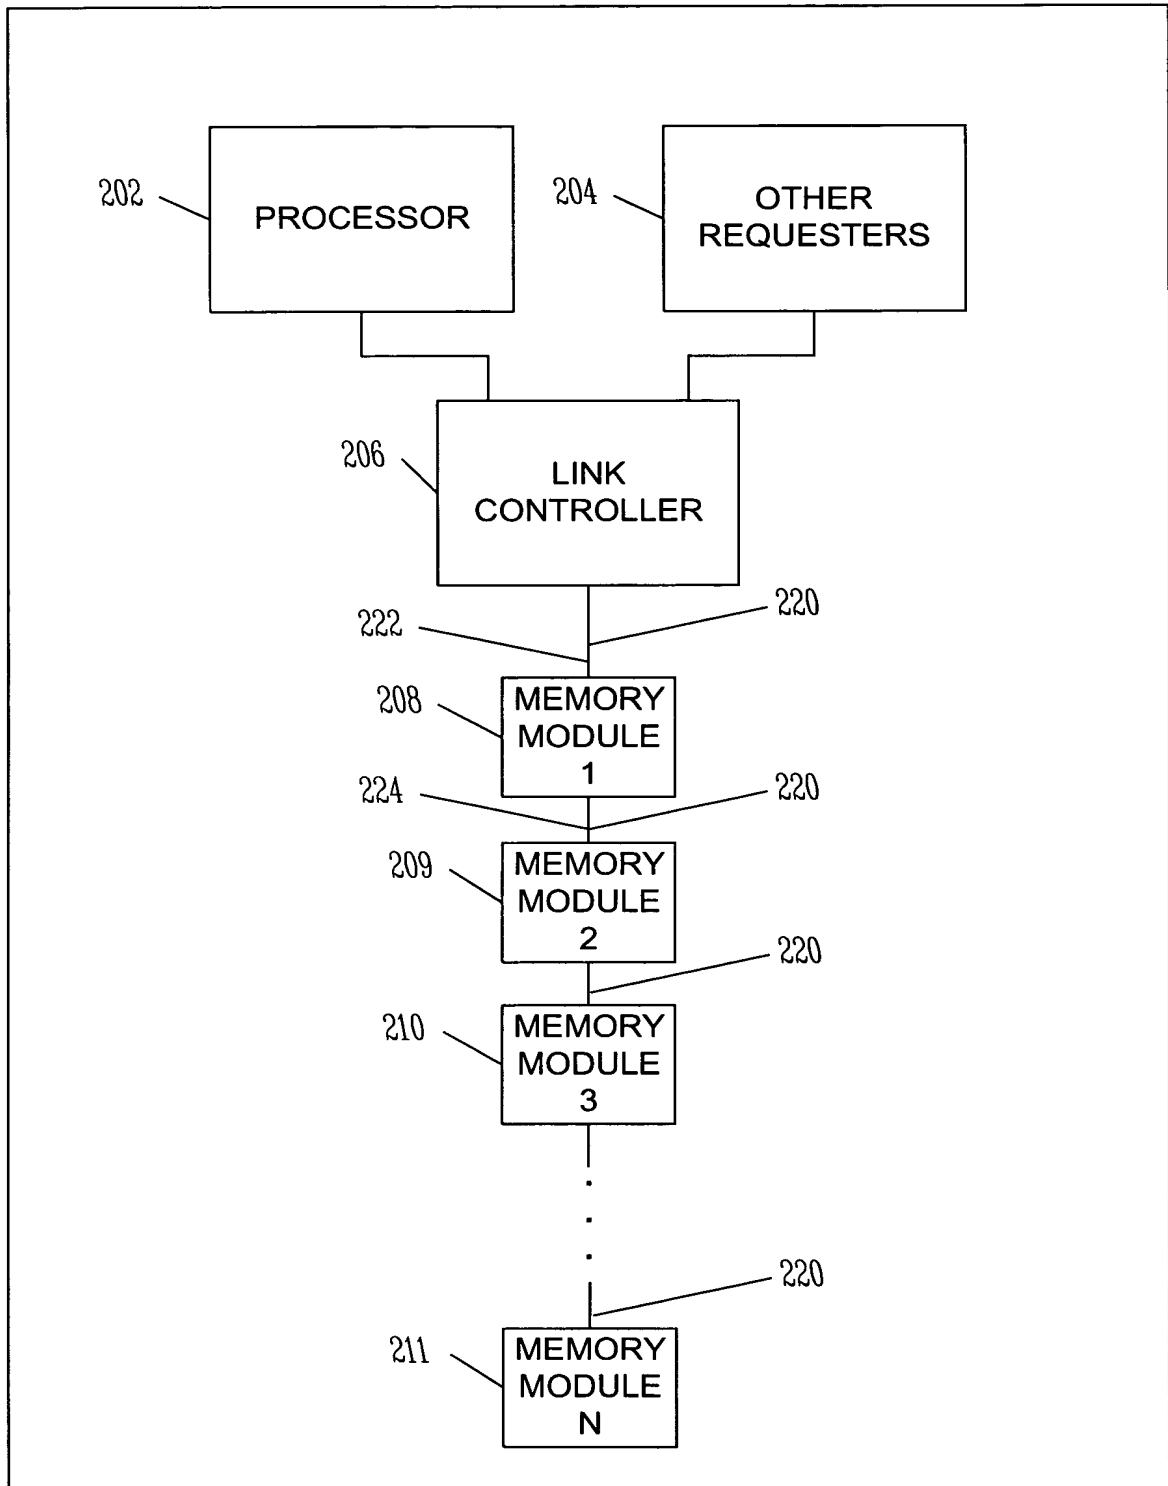 202
PROCESSOR
204
OTHER
REQUESTERS
206
LINK
CONTROLLER
220
222
208
MEMORY
MODULE
1
224
220
209
MEMORY
MODULE
2
220
210
MEMORY
MODULE
3
220
211
MEMORY
MODULE
N